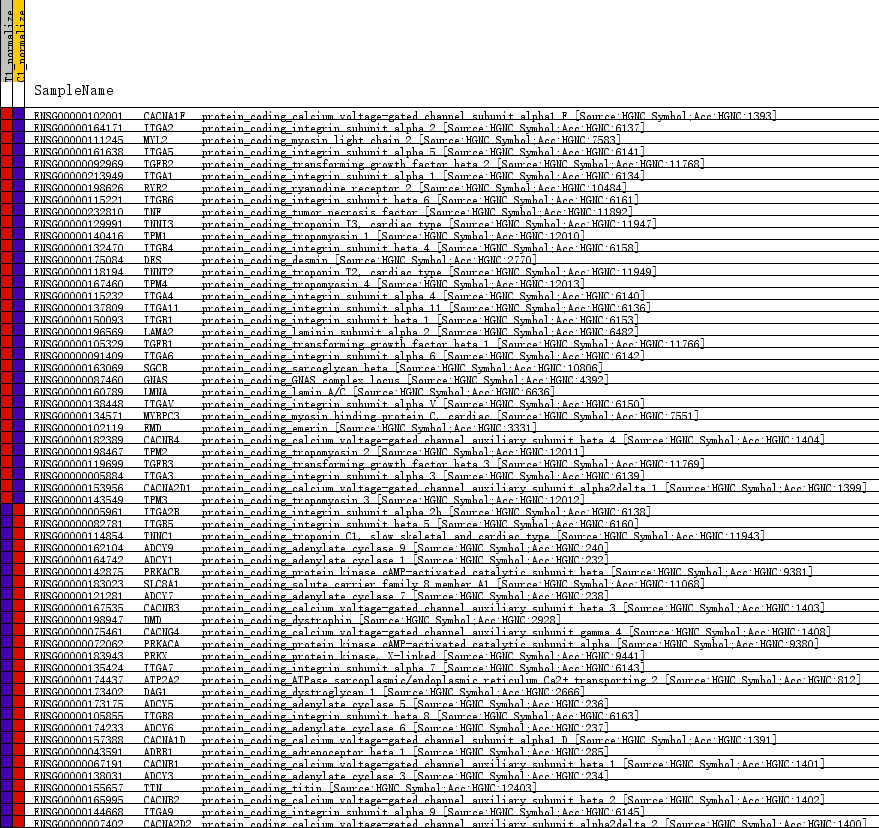 T1_normalize
C1_normalize
SampleName
ENSG00000102001 CACNA1F protein_coding_calcium voltage-gated channel subunit alpha1 F [Source:HGNC Symbol;Acc:HGNC:1393]
ENSG00000164171 ITGA2 protein_coding_integrin subunit alpha 2 [Source:HGNC Symbol;Acc:HGNC:6137]
ENSG00000111245 MYL2 protein_coding_myosin light chain 2 [Source:HGNC Symbol;Acc:HGNC:7583]
ENSG00000161638 ITGA5 protein_coding_integrin subunit alpha 5 [Source:HGNC Symbol;Acc:HGNC:6141]
ENSG00000092969 TGFB2 protein_coding_transforming growth factor beta 2 [Source:HGNC Symbol;Acc:HGNC:11768]
ENSG00000213949 ITGA1 protein_coding_integrin subunit alpha 1 [Source:HGNC Symbol;Acc:HGNC:6134]
ENSG00000198626 RYR2 protein_coding_ryanodine receptor 2 [Source:HGNC Symbol;Acc:HGNC:10484]
ENSG00000115221 ITGB6 protein_coding_integrin subunit beta 6 [Source:HGNC Symbol;Acc:HGNC:6161]
ENSG00000232810 TNF protein_coding_tumor necrosis factor [Source:HGNC Symbol;Acc:HGNC:11892]
ENSG00000129991 TNNI3 protein_coding_troponin I3, cardiac type [Source:HGNC Symbol;Acc:HGNC:11947]
ENSG00000140416 TPM1 protein_coding_tropomyosin 1 [Source:HGNC Symbol;Acc:HGNC:12010]
ENSG00000132470 ITGB4 protein_coding_integrin subunit beta 4 [Source:HGNC Symbol;Acc:HGNC:6158]
ENSG00000175084 DES protein_coding_desmin [Source:HGNC Symbol;Acc:HGNC:2770]
ENSG00000118194 TNNT2 protein_coding_troponin T2, cardiac type [Source:HGNC Symbol;Acc:HGNC:11949]
ENSG00000167460 TPM4 protein_coding_tropomyosin 4 [Source:HGNC Symbol;Acc:HGNC:12013]
ENSG00000115232 ITGA4 protein_coding_integrin subunit alpha 4 [Source:HGNC Symbol;Acc:HGNC:6140]
ENSG00000137809 ITGA11 protein_coding_integrin subunit alpha 11 [Source:HGNC Symbol;Acc:HGNC:6136]
ENSG00000150093 ITGB1 protein_coding_integrin subunit beta 1 [Source:HGNC Symbol;Acc:HGNC:6153]
ENSG00000196569 LAMA2 protein_coding_laminin subunit alpha 2 [Source:HGNC Symbol;Acc:HGNC:6482]
ENSG00000105329 TGFB1 protein_coding_transforming growth factor beta 1 [Source:HGNC Symbol;Acc:HGNC:11766]
ENSG00000091409 ITGA6 protein_coding_integrin subunit alpha 6 [Source:HGNC Symbol;Acc:HGNC:6142]
ENSG00000163069 SGCB protein_coding_sarcoglycan beta [Source:HGNC Symbol;Acc:HGNC:10806]
ENSG00000087460 GNAS protein_coding_GNAS complex locus [Source:HGNC Symbol;Acc:HGNC:4392]
ENSG00000160789 LMNA protein_coding_lamin A/C [Source:HGNC Symbol;Acc:HGNC:6636]
ENSG00000138448 ITGAV protein_coding_integrin subunit alpha V [Source:HGNC Symbol;Acc:HGNC:6150]
ENSG00000134571 MYBPC3 protein_coding_myosin binding protein C, cardiac [Source:HGNC Symbol;Acc:HGNC:7551]
ENSG00000102119 EMD protein_coding_emerin [Source:HGNC Symbol;Acc:HGNC:3331]
ENSG00000182389 CACNB4 protein_coding_calcium voltage-gated channel auxiliary subunit beta 4 [Source:HGNC Symbol;Acc:HGNC:1404]
ENSG00000198467 TPM2 protein_coding_tropomyosin 2 [Source:HGNC Symbol;Acc:HGNC:12011]
ENSG00000119699 TGFB3 protein_coding_transforming growth factor beta 3 [Source:HGNC Symbol;Acc:HGNC:11769]
ENSG00000005884 ITGA3 protein_coding_integrin subunit alpha 3 [Source:HGNC Symbol;Acc:HGNC:6139]
ENSG00000153956 CACNA2D1 protein_coding_calcium voltage-gated channel auxiliary subunit alpha2delta 1 [Source:HGNC Symbol;Acc:HGNC:1399]
ENSG00000143549 TPM3 protein_coding_tropomyosin 3 [Source:HGNC Symbol;Acc:HGNC:12012]
ENSG00000005961 ITGA2B protein_coding_integrin subunit alpha 2b [Source:HGNC Symbol;Acc:HGNC:6138]
ENSG00000082781 ITGB5 protein_coding_integrin subunit beta 5 [Source:HGNC Symbol;Acc:HGNC:6160]
ENSG00000114854 TNNC1 protein_coding_troponin C1, slow skeletal and cardiac type [Source:HGNC Symbol;Acc:HGNC:11943]
ENSG00000162104 ADCY9 protein_coding_adenylate cyclase 9 [Source:HGNC Symbol;Acc:HGNC:240]
ENSG00000164742 ADCY1 protein_coding_adenylate cyclase 1 [Source:HGNC Symbol;Acc:HGNC:232]
ENSG00000142875 PRKACB protein_coding_protein kinase cAMP-activated catalytic subunit beta [Source:HGNC Symbol;Acc:HGNC:9381]
ENSG00000183023 SLC8A1 protein_coding_solute carrier family 8 member A1 [Source:HGNC Symbol;Acc:HGNC:11068]
ENSG00000121281 ADCY7 protein_coding_adenylate cyclase 7 [Source:HGNC Symbol;Acc:HGNC:238]
ENSG00000167535 CACNB3 protein_coding_calcium voltage-gated channel auxiliary subunit beta 3 [Source:HGNC Symbol;Acc:HGNC:1403]
ENSG00000198947 DMD protein_coding_dystrophin [Source:HGNC Symbol;Acc:HGNC:2928]
ENSG00000075461 CACNG4 protein_coding_calcium voltage-gated channel auxiliary subunit gamma 4 [Source:HGNC Symbol;Acc:HGNC:1408]
ENSG00000072062 PRKACA protein_coding_protein kinase cAMP-activated catalytic subunit alpha [Source:HGNC Symbol;Acc:HGNC:9380]
ENSG00000183943 PRKX protein_coding_protein kinase, X-linked [Source:HGNC Symbol;Acc:HGNC:9441]
ENSG00000135424 ITGA7 protein_coding_integrin subunit alpha 7 [Source:HGNC Symbol;Acc:HGNC:6143]
ENSG00000174437 ATP2A2 protein_coding_ATPase sarcoplasmic/endoplasmic reticulum Ca2+ transporting 2 [Source:HGNC Symbol;Acc:HGNC:812]
ENSG00000173402 DAG1 protein_coding_dystroglycan 1 [Source:HGNC Symbol;Acc:HGNC:2666]
ENSG00000173175 ADCY5 protein_coding_adenylate cyclase 5 [Source:HGNC Symbol;Acc:HGNC:236]
ENSG00000105855 ITGB8 protein_coding_integrin subunit beta 8 [Source:HGNC Symbol;Acc:HGNC:6163]
ENSG00000174233 ADCY6 protein_coding_adenylate cyclase 6 [Source:HGNC Symbol;Acc:HGNC:237]
ENSG00000157388 CACNA1D protein_coding_calcium voltage-gated channel subunit alpha1 D [Source:HGNC Symbol;Acc:HGNC:1391]
ENSG00000043591 ADRB1 protein_coding_adrenoceptor beta 1 [Source:HGNC Symbol;Acc:HGNC:285]
ENSG00000067191 CACNB1 protein_coding_calcium voltage-gated channel auxiliary subunit beta 1 [Source:HGNC Symbol;Acc:HGNC:1401]
ENSG00000138031 ADCY3 protein_coding_adenylate cyclase 3 [Source:HGNC Symbol;Acc:HGNC:234]
ENSG00000155657 TTN protein_coding_titin [Source:HGNC Symbol;Acc:HGNC:12403]
ENSG00000165995 CACNB2 protein_coding_calcium voltage-gated channel auxiliary subunit beta 2 [Source:HGNC Symbol;Acc:HGNC:1402]
ENSG00000144668 ITGA9 protein_coding_integrin subunit alpha 9 [Source:HGNC Symbol;Acc:HGNC:6145]
ENSG00000007402 CACNA2D2 protein_coding_calcium voltage-gated channel auxiliary subunit alpha2delta 2 [Source:HGNC Symbol;Acc:HGNC:1400]